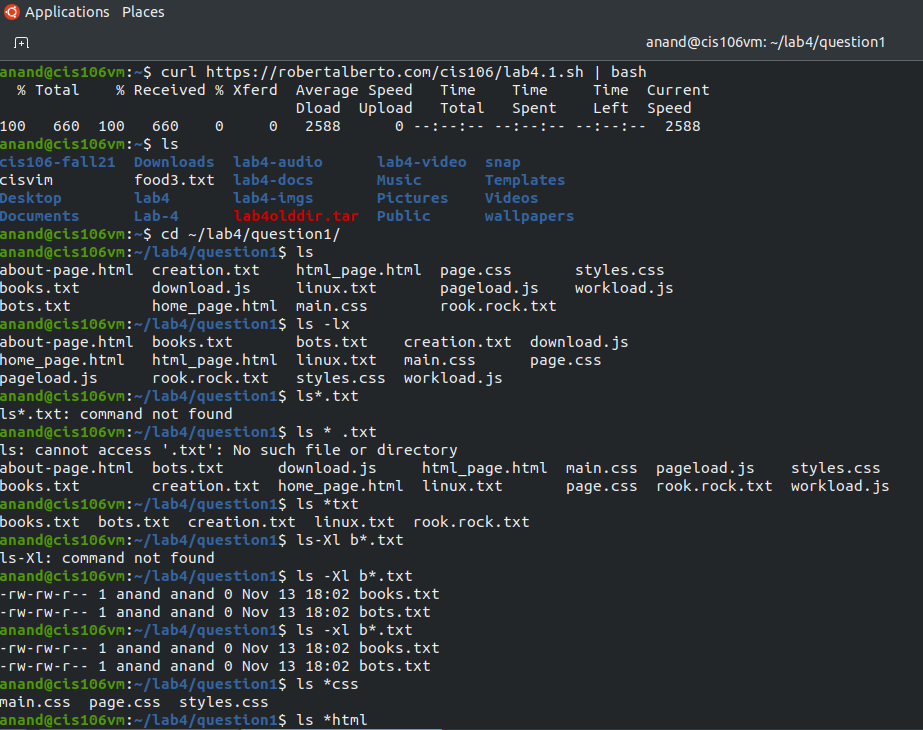 Applications Places
anand@cis106vm: ~/lab4/question1
anand@cis106vm:~$ curl https://robertalberto.com/cis106/lab4.1.sh | bash
% Total % Received % Xferd Average Speed Time Time Time Current
Dload Upload Total Spent Left Speed
100 660 100 660 0 0 2588 0 --:--:-- --:--:-- --:--:-- 2588
anand@cis106vm:~$ ls
cis106-fall21 Downloads lab4-audio lab4-video snap
cisvim food3.txt lab4-docs Music Templates
Desktop lab4 lab4-imgs Pictures Videos
Documents Lab-4 lab4olddir.tar Public wallpapers
anand@cis106vm:~$ cd ~/lab4/question1/
anand@cis106vm:~/lab4/question1$ ls
about-page.html creation.txt html_page.html page.css styles.css
books.txt download.js linux.txt pageload.js workload.js
bots.txt home_page.html main.css rook.rock.txt
anand@cis106vm:~/lab4/question1$ ls -lx
about-page.html books.txt bots.txt creation.txt download.js
home_page.html html_page.html linux.txt main.css page.css
pageload.js rook.rock.txt styles.css workload.js
anand@cis106vm:~/lab4/question1$ ls*.txt
ls*.txt: command not found
anand@cis106vm:~/lab4/question1$ ls * .txt
ls: cannot access '.txt': No such file or directory
about-page.html bots.txt download.js html_page.html main.css pageload.js styles.css
books.txt creation.txt home_page.html linux.txt page.css rook.rock.txt workload.js
anand@cis106vm:~/lab4/question1$ ls *txt
books.txt bots.txt creation.txt linux.txt rook.rock.txt
anand@cis106vm:~/lab4/question1$ ls-Xl b*.txt
ls-Xl: command not found
anand@cis106vm:~/lab4/question1$ ls -Xl b*.txt
-rw-rw-r-- 1 anand anand 0 Nov 13 18:02 books.txt
-rw-rw-r-- 1 anand anand 0 Nov 13 18:02 bots.txt
anand@cis106vm:~/lab4/question1$ ls -xl b*.txt
-rw-rw-r-- 1 anand anand 0 Nov 13 18:02 books.txt
-rw-rw-r-- 1 anand anand 0 Nov 13 18:02 bots.txt
anand@cis106vm:~/lab4/question1$ ls *css
main.css page.css styles.css
anand@cis106vm:~/lab4/question1$ ls *html